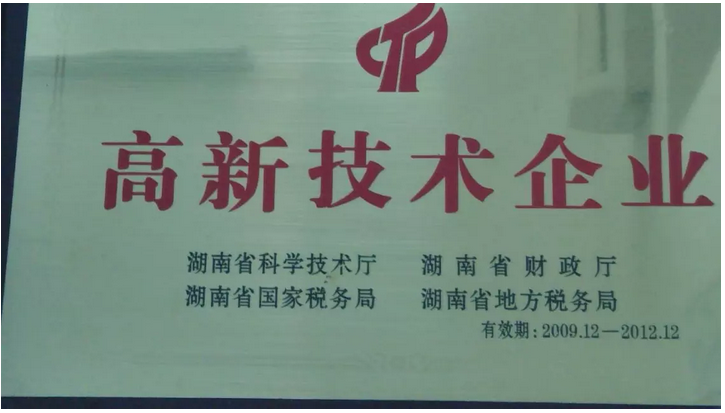 高新技术企业
湖南省科学技术厅 湖南省财政厅
湖南省国家税务局 湖南省地方税务局
有效期:2009.12—2012.12